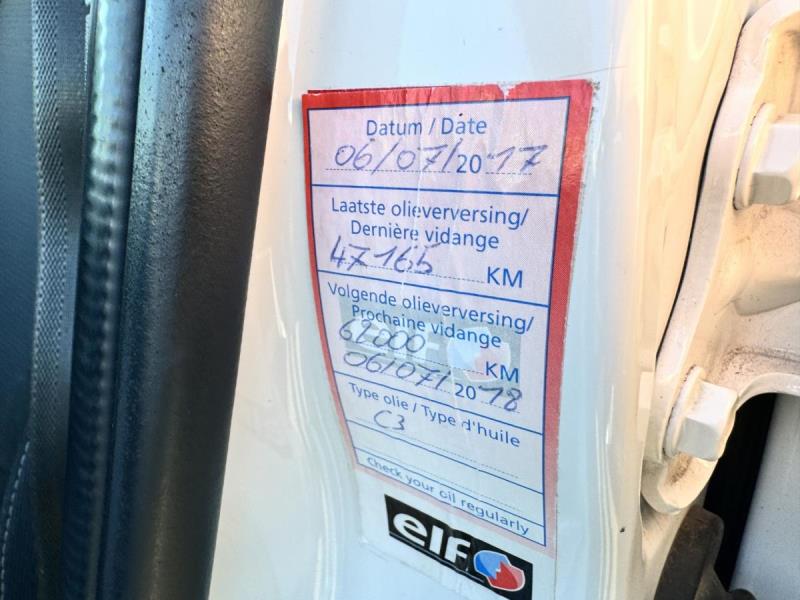 Datum / Date
06/07/2017
Laatste olieverversing/
Dernière vidange
47165 KM
Volgende olieverversing/
Prochaine vidange
62000 KM
06/07/2018
Type olie / Type d'huile
C3
Check your oil regularly
elf